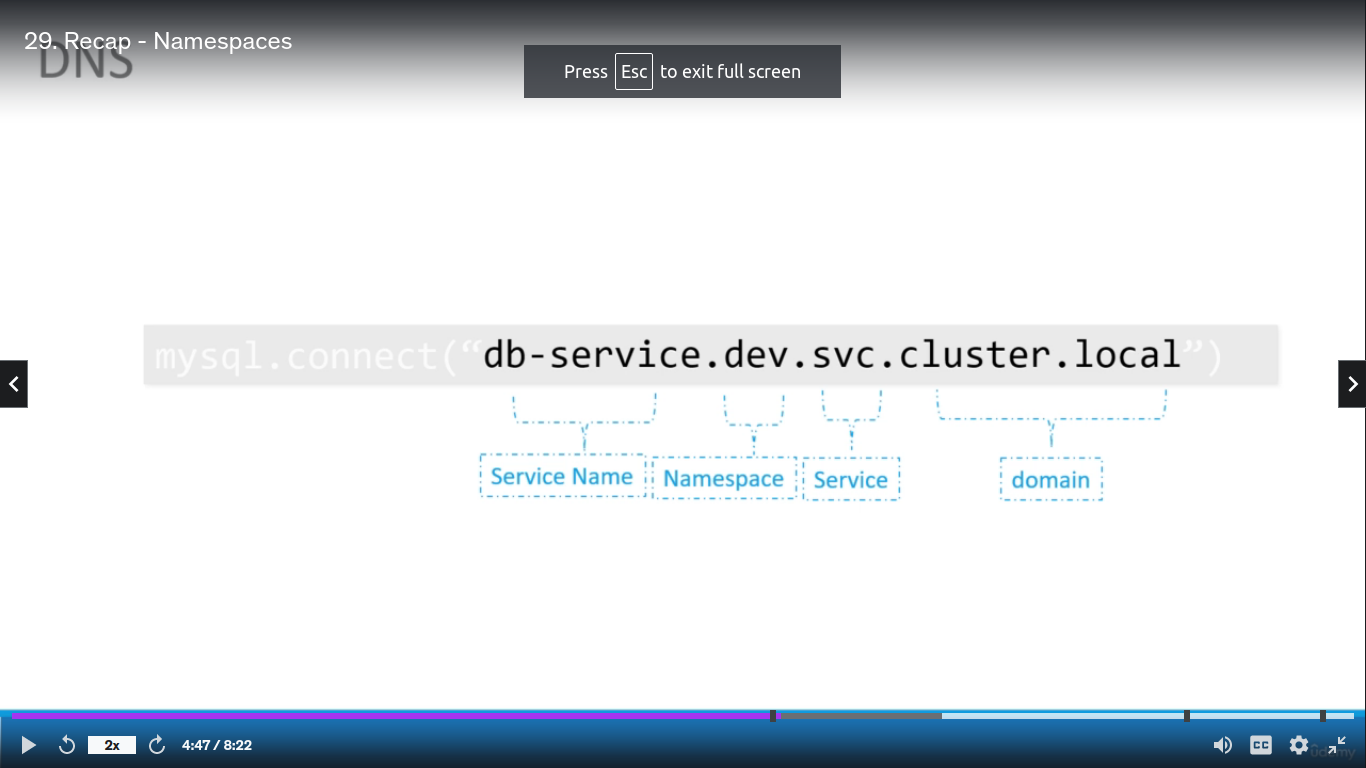 29. Recap - Namespaces
DNS
Press Esc to exit full screen
mysql.connect(“db-service.dev.svc.cluster.local”)
Service Name Namespace Service domain
2x 4:47 / 8:22 CC
ûdemy